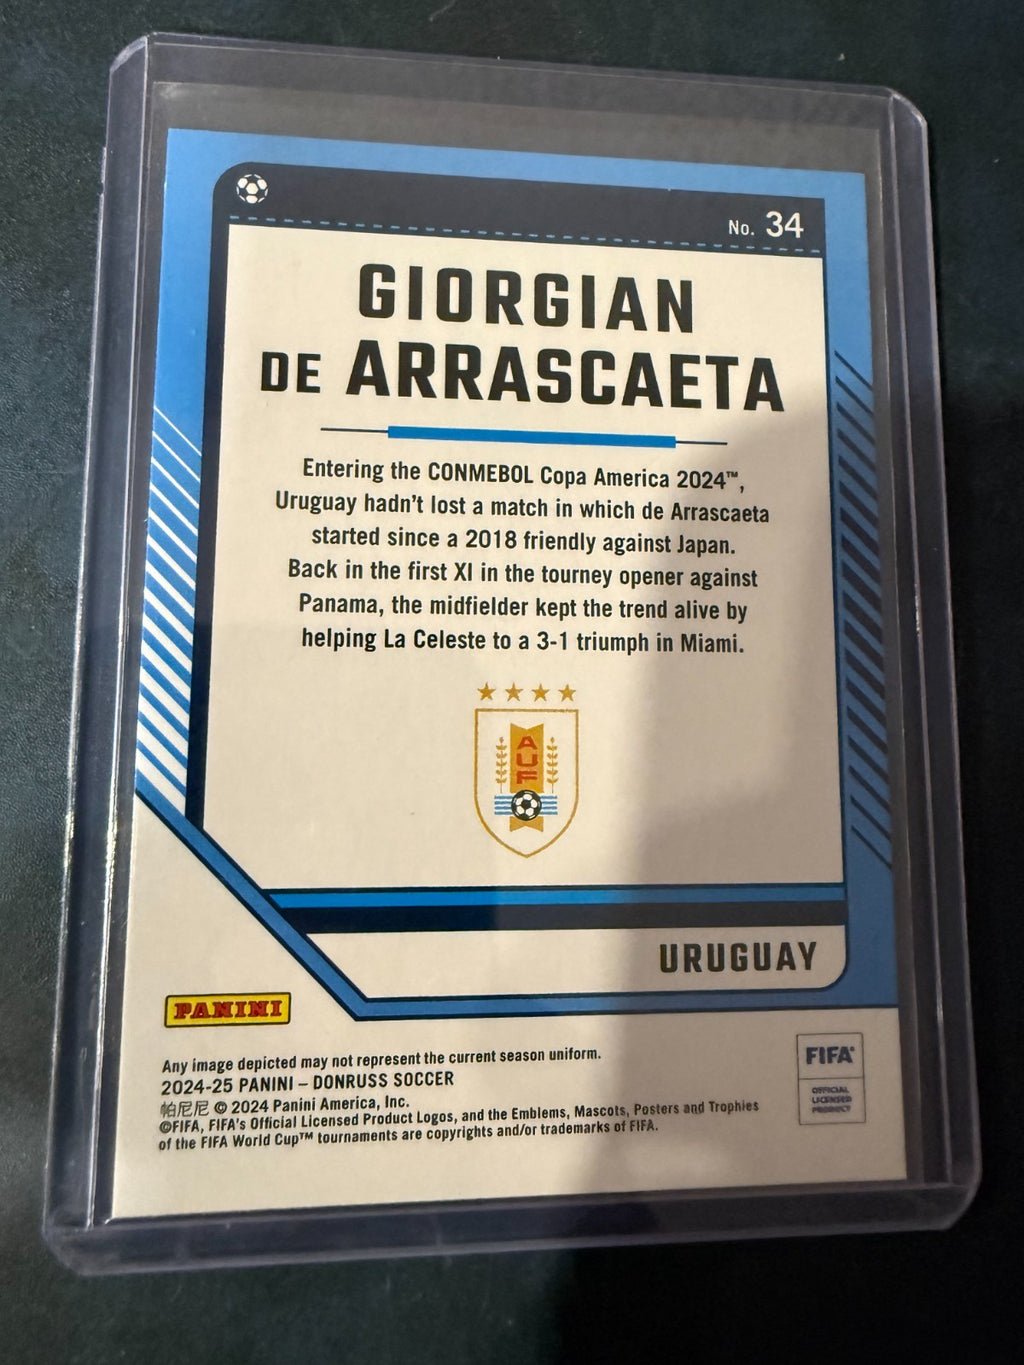 No. 34
GIORGIAN
DE ARRASCAETA
Entering the CONMEBOL Copa America 2024™,
Uruguay hadn't lost a match in which de Arrascaeta
started since a 2018 friendly against Japan.
Back in the first XI in the tourney opener against
Panama, the midfielder kept the trend alive by
helping La Celeste to a 3-1 triumph in Miami.
AUF
URUGUAY
PANINI
Any image depicted may not represent the current season uniform.
2024-25 PANINI – DONRUSS SOCCER
帕尼尼 © 2024 Panini America, Inc.
©FIFA, FIFA's Official Licensed Product Logos, and the Emblems, Mascots, Posters and Trophies
of the FIFA World Cup™ tournaments are copyrights and/or trademarks of FIFA.
FIFA®
OFFICIAL
LICENSED
PRODUCT